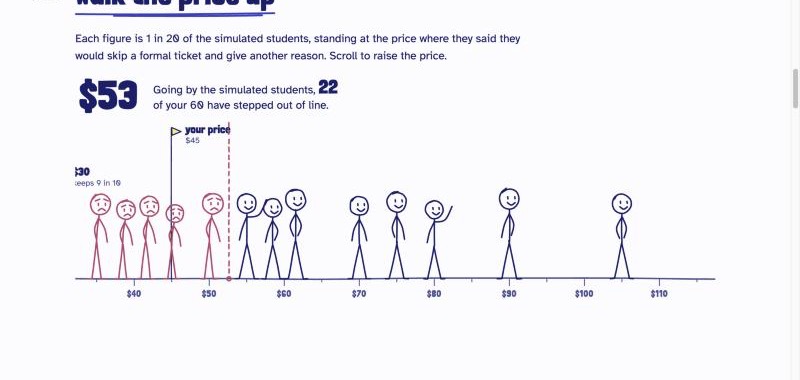 walk the price up
Each figure is 1 in 20 of the simulated students, standing at the price where they said they
would skip a formal ticket and give another reason. Scroll to raise the price.
$53
Going by the simulated students, 22
of your 60 have stepped out of line.
your price
$45
$30
keeps 9 in 10
$40 $50 $60 $70 $80 $90 $100 $110